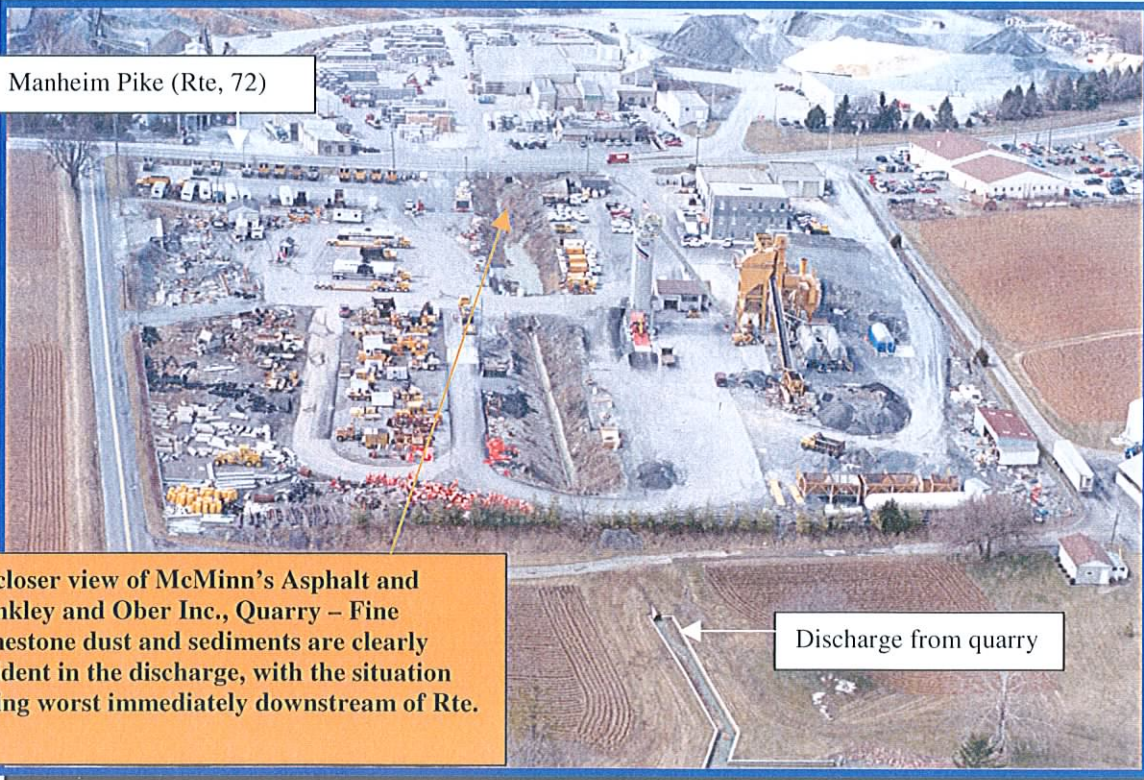 Manheim Pike (Rte, 72)
closer view of McMinn's Asphalt and
nkley and Ober Inc., Quarry – Fine
nestone dust and sediments are clearly
ident in the discharge, with the situation
ing worst immediately downstream of Rte.
Discharge from quarry